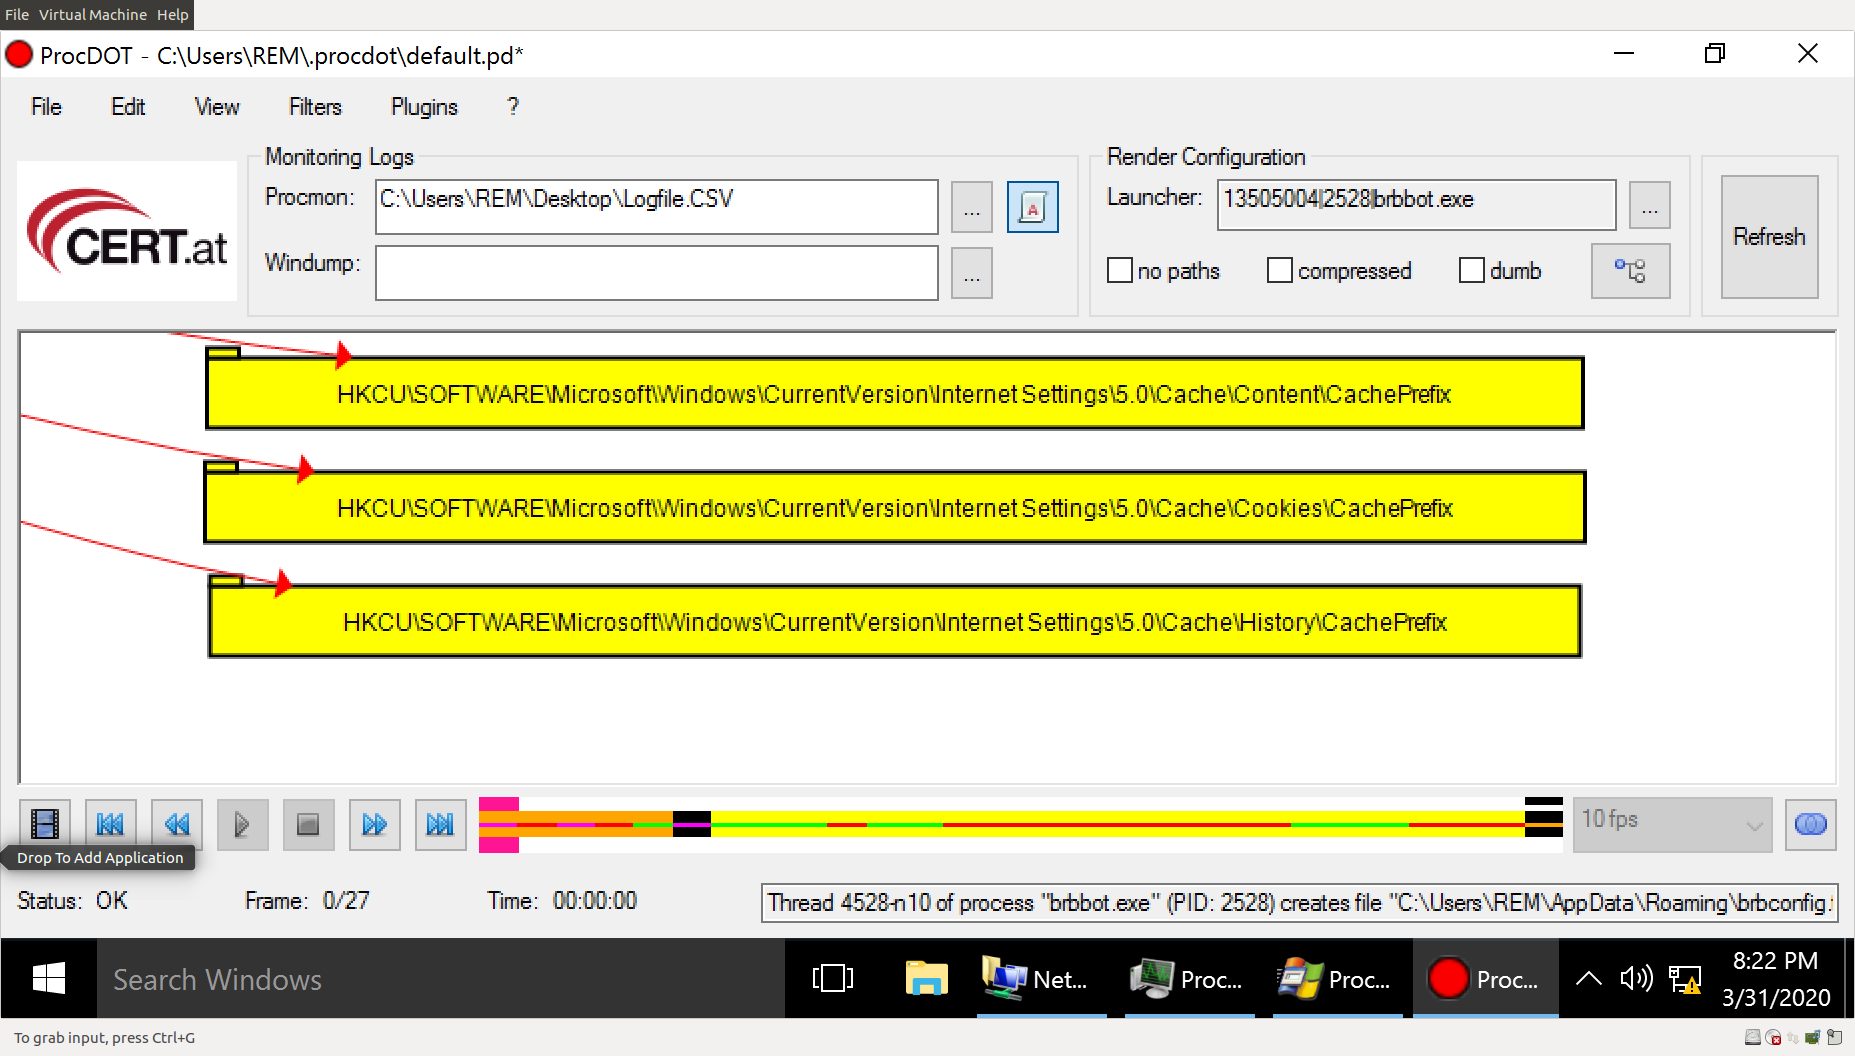 File Virtual Machine Help
ProcDOT - C:\Users\REM\.procdot\default.pd*
File Edit View Filters Plugins ?
Monitoring Logs
Render Configuration
Procmon: C:\Users\REM\Desktop\Logfile.CSV ... A
Launcher: 13505004|2528|brbbot.exe ...
Refresh
CERT.at
Windump: ...
no paths compressed dumb
HKCU\SOFTWARE\Microsoft\Windows\CurrentVersion\Internet Settings\5.0\Cache\Content\CachePrefix
HKCU\SOFTWARE\Microsoft\Windows\CurrentVersion\Internet Settings\5.0\Cache\Cookies\CachePrefix
HKCU\SOFTWARE\Microsoft\Windows\CurrentVersion\Internet Settings\5.0\Cache\History\CachePrefix
10 fps
Drop To Add Application
Status: OK Frame: 0/27 Time: 00:00:00 Thread 4528-n10 of process "brbbot.exe" (PID: 2528) creates file "C:\Users\REM\AppData\Roaming\brbconfig.
Search Windows
Net... Proc... Proc... Proc...
8:22 PM
3/31/2020
To grab input, press Ctrl+G